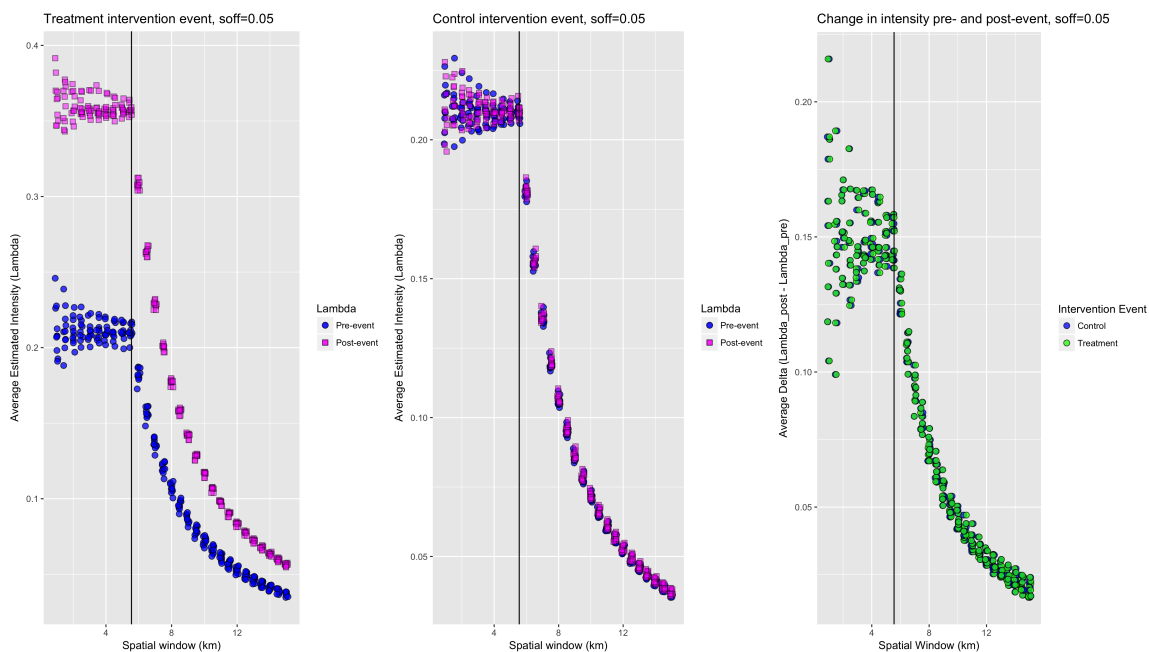 Treatment intervention event, soff=0.05
Average Estimated Intensity (Lambda)
0.4
0.3
0.2
0.1
4 8 12
Spatial window (km)
Lambda
Pre-event
Post-event
Control intervention event, soff=0.05
Average Estimated Intensity (Lambda)
0.20
0.15
0.10
0.05
4 8 12
Spatial window (km)
Lambda
Pre-event
Post-event
Change in intensity pre- and post-event, soff=0.05
Average Delta (Lambda_post - Lambda_pre)
0.20
0.15
0.10
0.05
4 8 12
Spatial Window (km)
Intervention Event
Control
Treatment